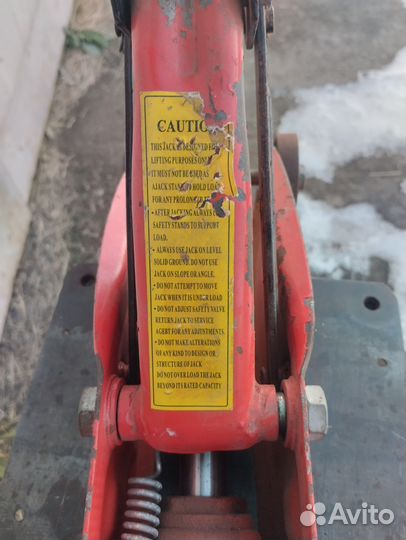 CAUTIO
THIS JACK IS DESIGNED F
LIFTING PURPOSES ONL
IT MUST NOT BE USED AS
A JACK STAND TO HOLD LOA
FOR ANY PROLONGED
• AFTER JACKING ALWAYS U
SAFETY STANDS TO SUPPORT
LOAD.
• ALWAYS USE JACK ON LEVEL
SOLID GROUND. DO NOT USE
JACK ON SLOPE OR ANGLE.
• DO NOT ATTEMPT TO MOVE
JACK WHEN IT IS UNDER LOAD
• DO NOT ADJUST SAFETY VALVE
RETURN JACK TO SERVICE
AGEBT FOR ANY ADJUSTMENTS.
• DO NOT MAKE ALTERATIONS
OF ANY KIND TO DESIGN OR
STRUCTURE OF JACK
DO NOT OVER LOAD THE JACK
BEYOND ITS RATED CAPACITY
Avito